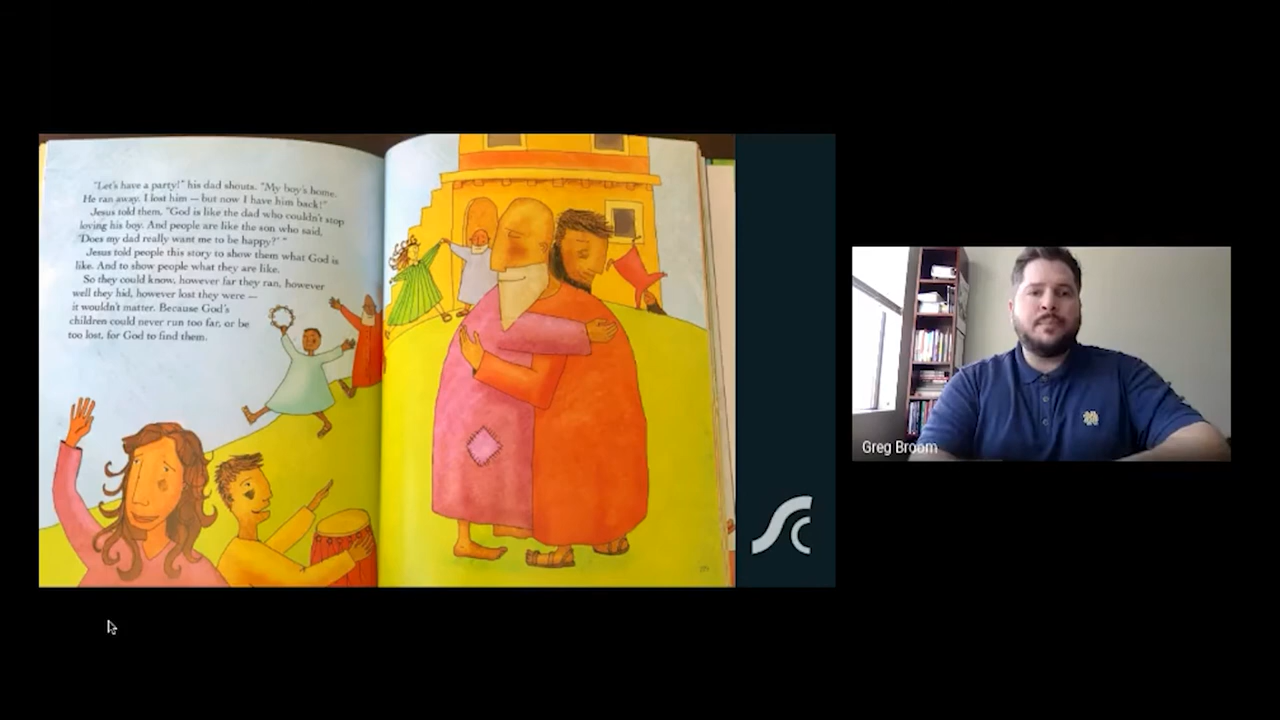 "Let's have a party!" his dad shouts. "My boy's home.
He ran away. I lost him — but now I have him back!"
Jesus told them, "God is like the dad who couldn't stop
loving his boy. And people are like the son who said,
'Does my dad really want me to be happy?' "
Jesus told people this story to show them what God is
like. And to show people what they are like.
So they could know, however far they ran, however
well they hid, however lost they were —
it wouldn't matter. Because God's
children could never run too far, or be
too lost, for God to find them.
Greg Broom